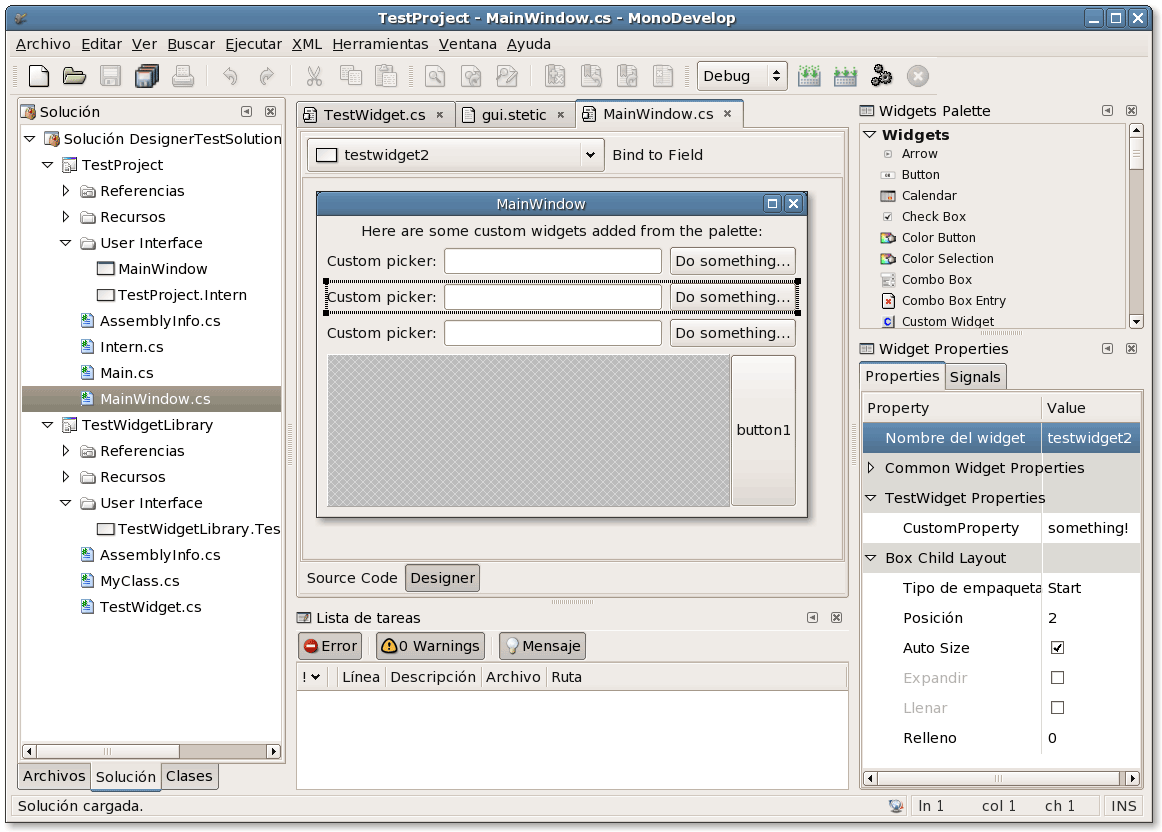 TestProject - MainWindow.cs - MonoDevelop
Archivo Editar Ver Buscar Ejecutar XML Herramientas Ventana Ayuda
Debug
Solución
Solución DesignerTestSolution
TestProject
Referencias
Recursos
User Interface
MainWindow
TestProject.Intern
AssemblyInfo.cs
Intern.cs
Main.cs
MainWindow.cs
TestWidgetLibrary
Referencias
Recursos
User Interface
TestWidgetLibrary.Tes
AssemblyInfo.cs
MyClass.cs
TestWidget.cs
Archivos Solución Clases
TestWidget.cs gui.stetic MainWindow.cs
testwidget2 Bind to Field
MainWindow
Here are some custom widgets added from the palette:
Custom picker: Do something...
Custom picker: Do something...
Custom picker: Do something...
button1
Source Code Designer
Lista de tareas
Error 0 Warnings Mensaje
! Línea Descripción Archivo Ruta
Widgets Palette
Widgets
Arrow
Button
Calendar
Check Box
Color Button
Color Selection
Combo Box
Combo Box Entry
Custom Widget
Widget Properties
Properties Signals
Property Value
Nombre del widget testwidget2
Common Widget Properties
TestWidget Properties
CustomProperty something!
Box Child Layout
Tipo de empaqueta Start
Posición 2
Auto Size
Expandir
Llenar
Relleno 0
Solución cargada. ln 1 col 1 ch 1 INS